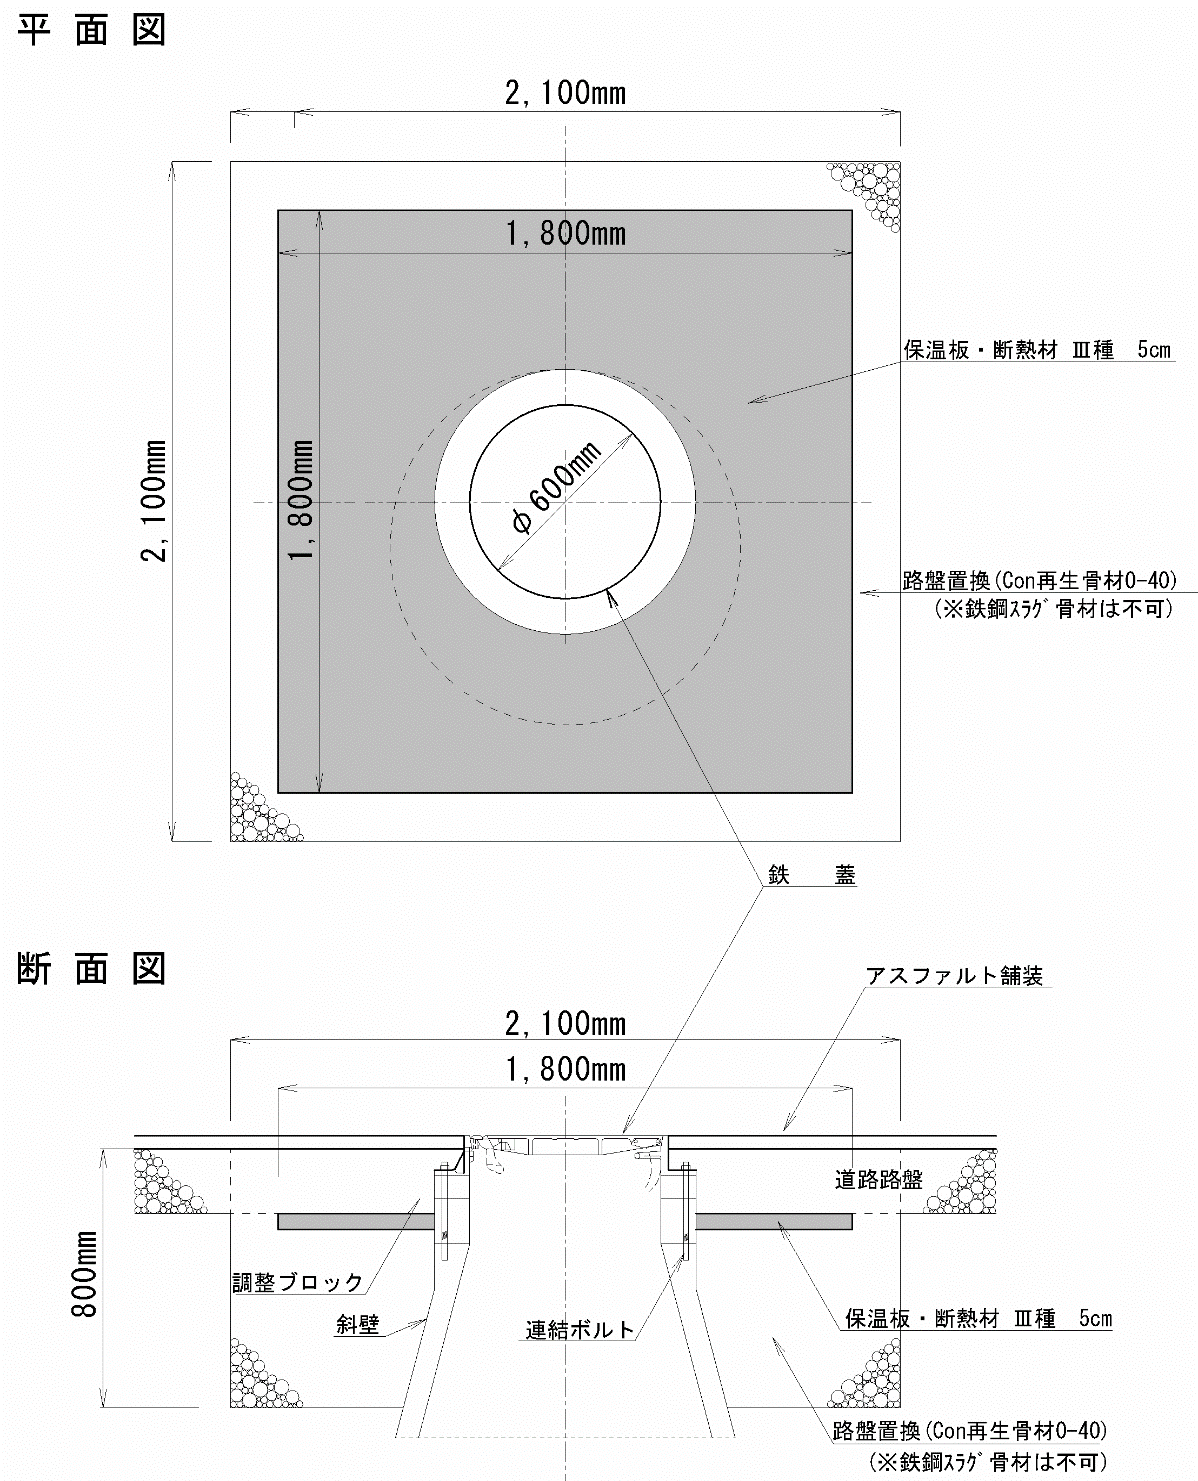 平 面 図
2,100mm
1,800mm
保温板・断熱材 Ⅲ種 5cm
2,100mm
1,800mm
φ600mm
路盤置換(Con再生骨材0-40)
(※鉄鋼ｽﾗｸﾞ骨材は不可)
鉄 蓋
断 面 図
アスファルト舗装
2,100mm
1,800mm
道路路盤
800mm
調整ブロック
斜壁
連結ボルト
保温板・断熱材 Ⅲ種 5cm
路盤置換(Con再生骨材0-40)
(※鉄鋼ｽﾗｸﾞ骨材は不可)